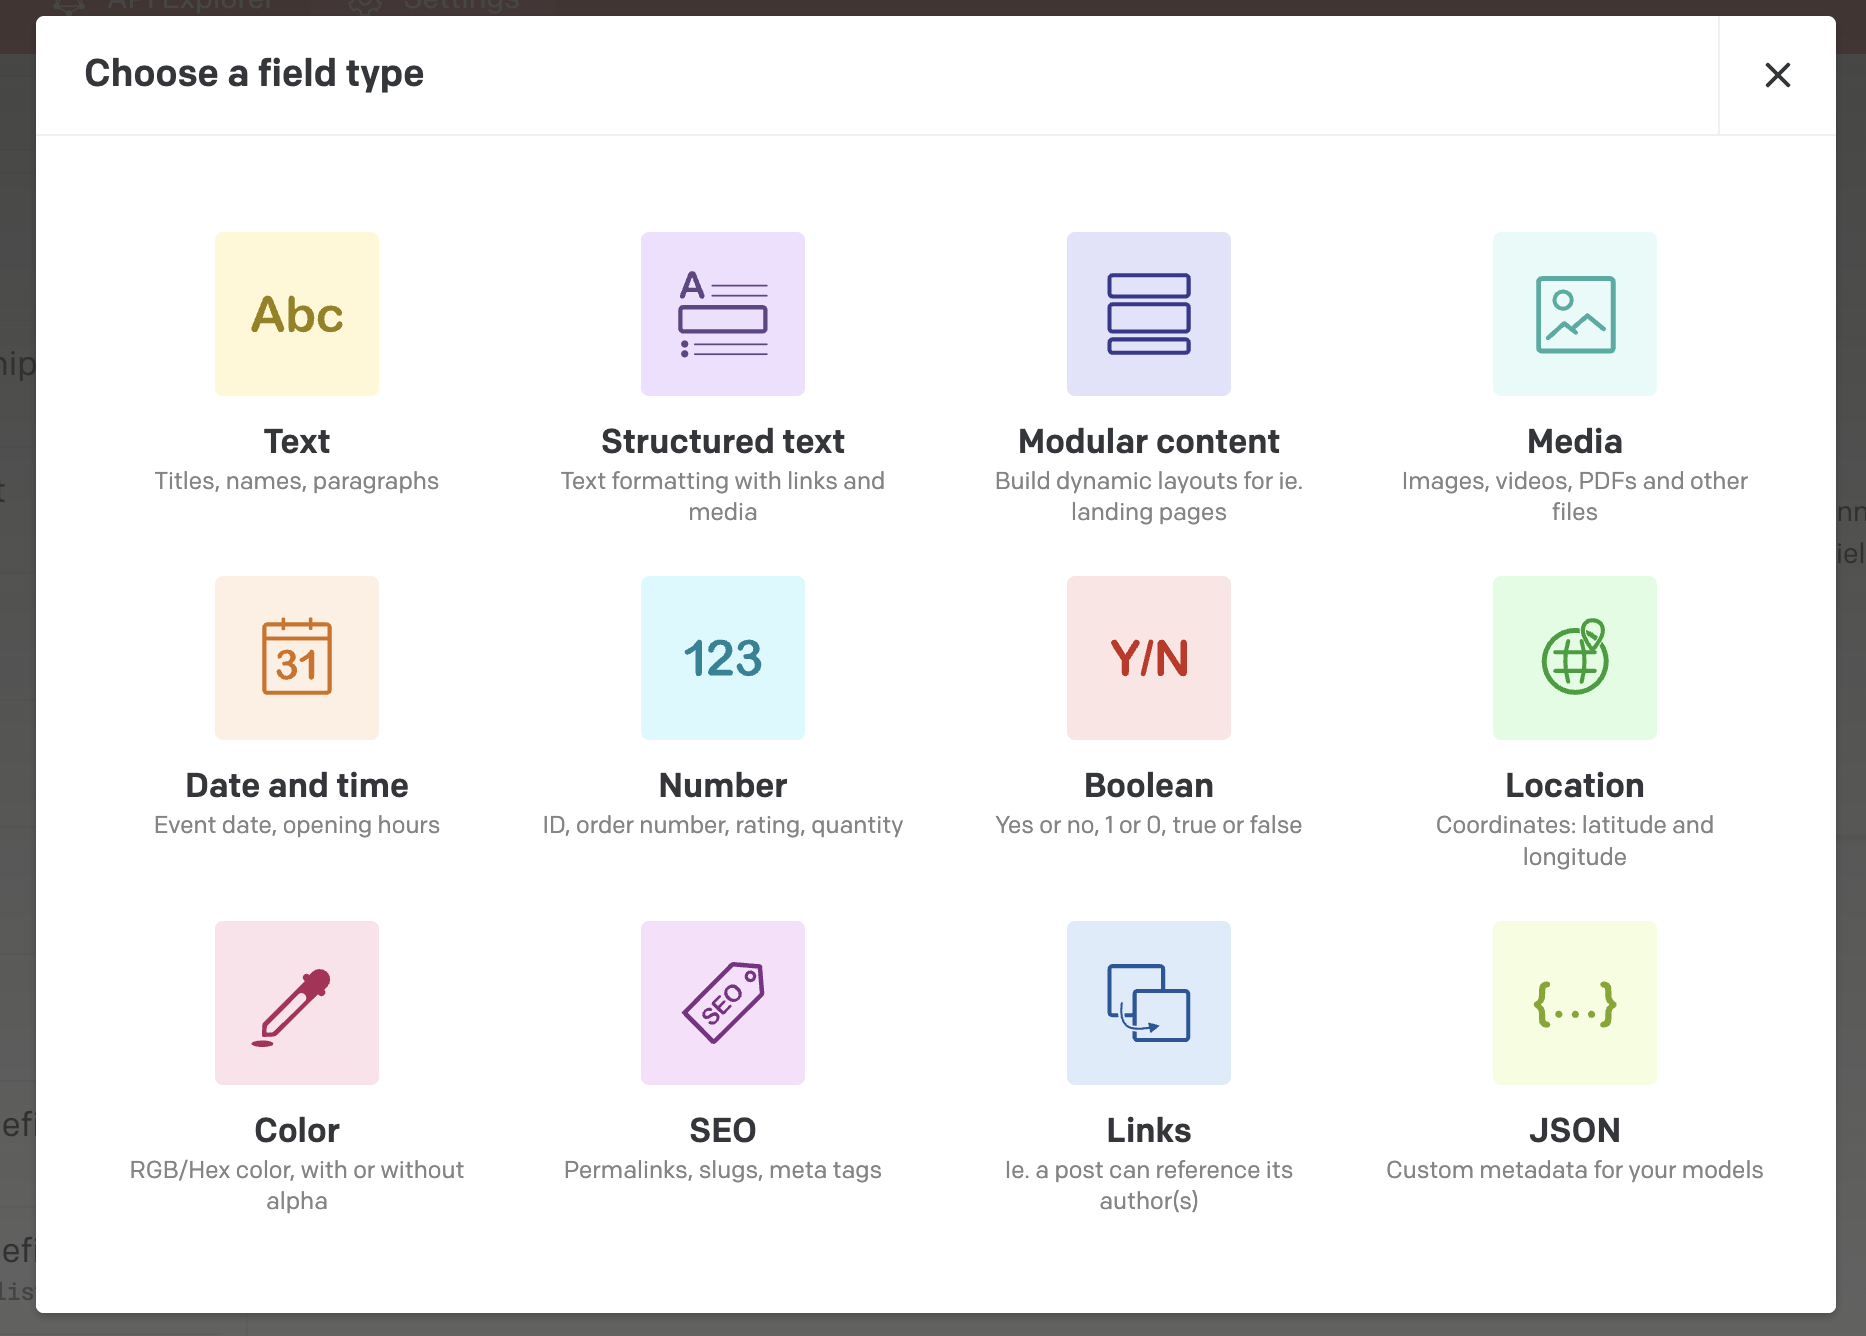 API Explorer
Settings
Choose a field type
Abc
Text
Titles, names, paragraphs
A
Structured text
Text formatting with links and
media
Modular content
Build dynamic layouts for ie.
landing pages
Media
Images, videos, PDFs and other
files
31
Date and time
Event date, opening hours
123
Number
ID, order number, rating, quantity
Y/N
Boolean
Yes or no, 1 or 0, true or false
Location
Coordinates: latitude and
longitude
Color
RGB/Hex color, with or without
alpha
SEO
SEO
Permalinks, slugs, meta tags
Links
Ie. a post can reference its
author(s)
{...}
JSON
Custom metadata for your models